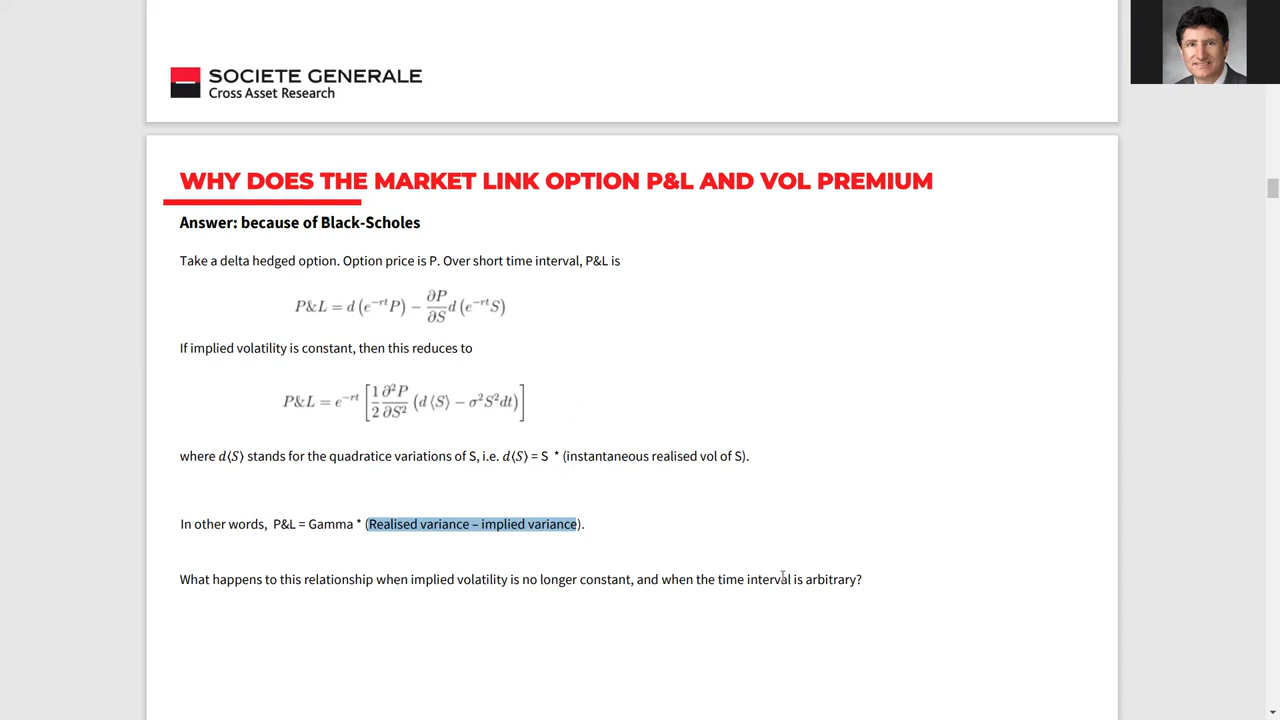 SOCIETE GENERALE
Cross Asset Research
WHY DOES THE MARKET LINK OPTION P&L AND VOL PREMIUM
Answer: because of Black-Scholes
Take a delta hedged option. Option price is P. Over short time interval, P&L is
P&L = d (e^{-rt}P) − ∂P/∂S d (e^{-rt}S)
If implied volatility is constant, then this reduces to
P&L = e^{-rt} [1/2 ∂²P/∂S² (d ⟨S⟩ − σ²S²dt)]
where d⟨S⟩ stands for the quadratice variations of S, i.e. d⟨S⟩ = S * (instantaneous realised vol of S).
In other words, P&L = Gamma * (Realised variance – implied variance).
What happens to this relationship when implied volatility is no longer constant, and when the time interval is arbitrary?